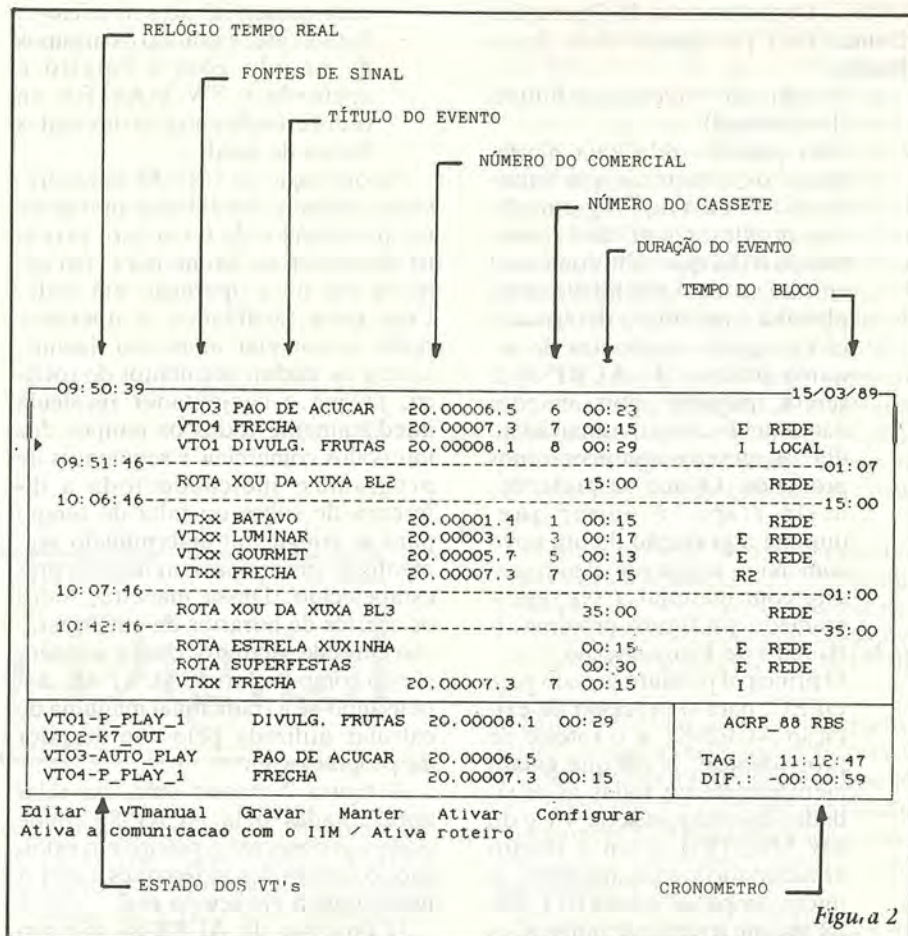 RELÓGIO TEMPO REAL
FONTES DE SINAL
TÍTULO DO EVENTO
NÚMERO DO COMERCIAL
NÚMERO DO CASSETE
DURAÇÃO DO EVENTO
TEMPO DO BLOCO
09:50:39 15/03/89
VT03 PAO DE ACUCAR 20.00006.5 6 00:23
VT04 FRECHA 20.00007.3 7 00:15 REDE
VT01 DIVULG. FRUTAS 20.00008.1 8 00:29 I LOCAL
09:51:46 01:07
ROTA XOU DA XUXA BL2 15:00 REDE
10:06:46 15:00
VTxx BATAVO 20.00001.4 1 00:15 REDE
VTxx LUMINAR 20.00003.1 3 00:17 E REDE
VTxx GOURMET 20.00005.7 5 00:13 I REDE
VTxx FRECHA 20.00007.3 7 00:15 R2
10:07:46 01:00
ROTA XOU DA XUXA BL3 35:00 REDE
10:42:46 35:00
ROTA ESTRELA XUXINHA 00:15 E REDE
ROTA SUPERFESTAS 00:30 E REDE
VTxx FRECHA 20.00007.3 7 00:15 I
VT01-P_PLAY_1 DIVULG. FRUTAS 20.00008.1 00:29
VT02-K7_OUT
VT03-AUTO_PLAY PAO DE ACUCAR 20.00006.5
VT04-P_PLAY_1 FRECHA 20.00007.3 00:15
ACRP_88 RBS
TAG : 11:12:47
DIF.: -00:00:59
Editar VTmanual Gravar Manter Ativar Configurar
Ativa a comunicacao com o IIM / Ativa roteiro
ESTADO DOS VT's
CRONOMETRO
Figura 2